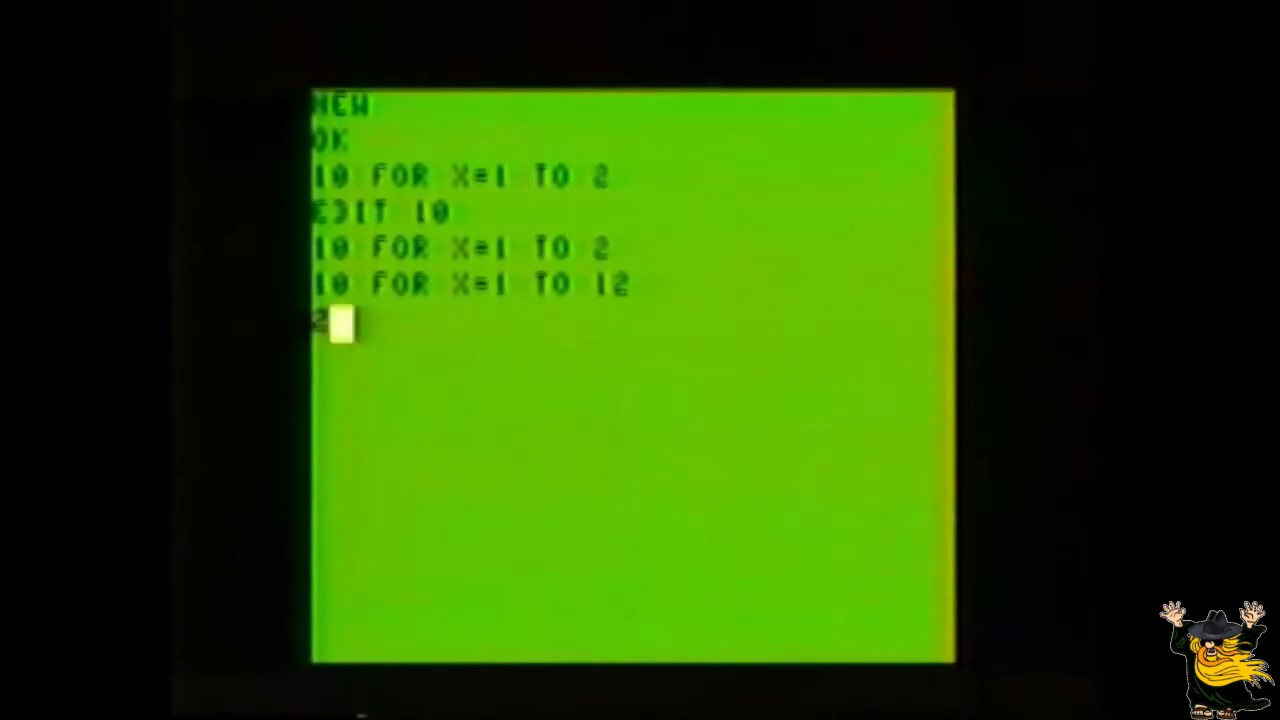 NEW
OK
10 FOR X=1 TO 2
EDIT 10
10 FOR X=1 TO 2
10 FOR X=1 TO 12
2